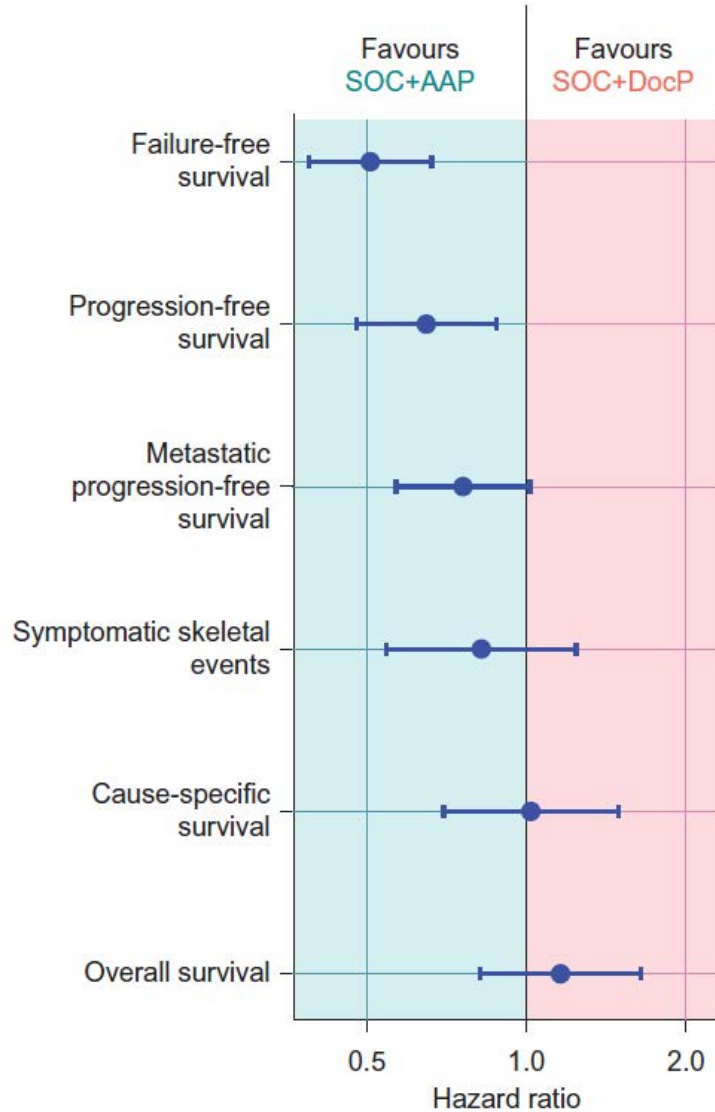 Favours
SOC+AAP
Favours
SOC+DocP
Failure-free
survival
Progression-free
survival
Metastatic
progression-free
survival
Symptomatic skeletal
events
Cause-specific
survival
Overall survival
0.5
1.0
2.0
Hazard ratio